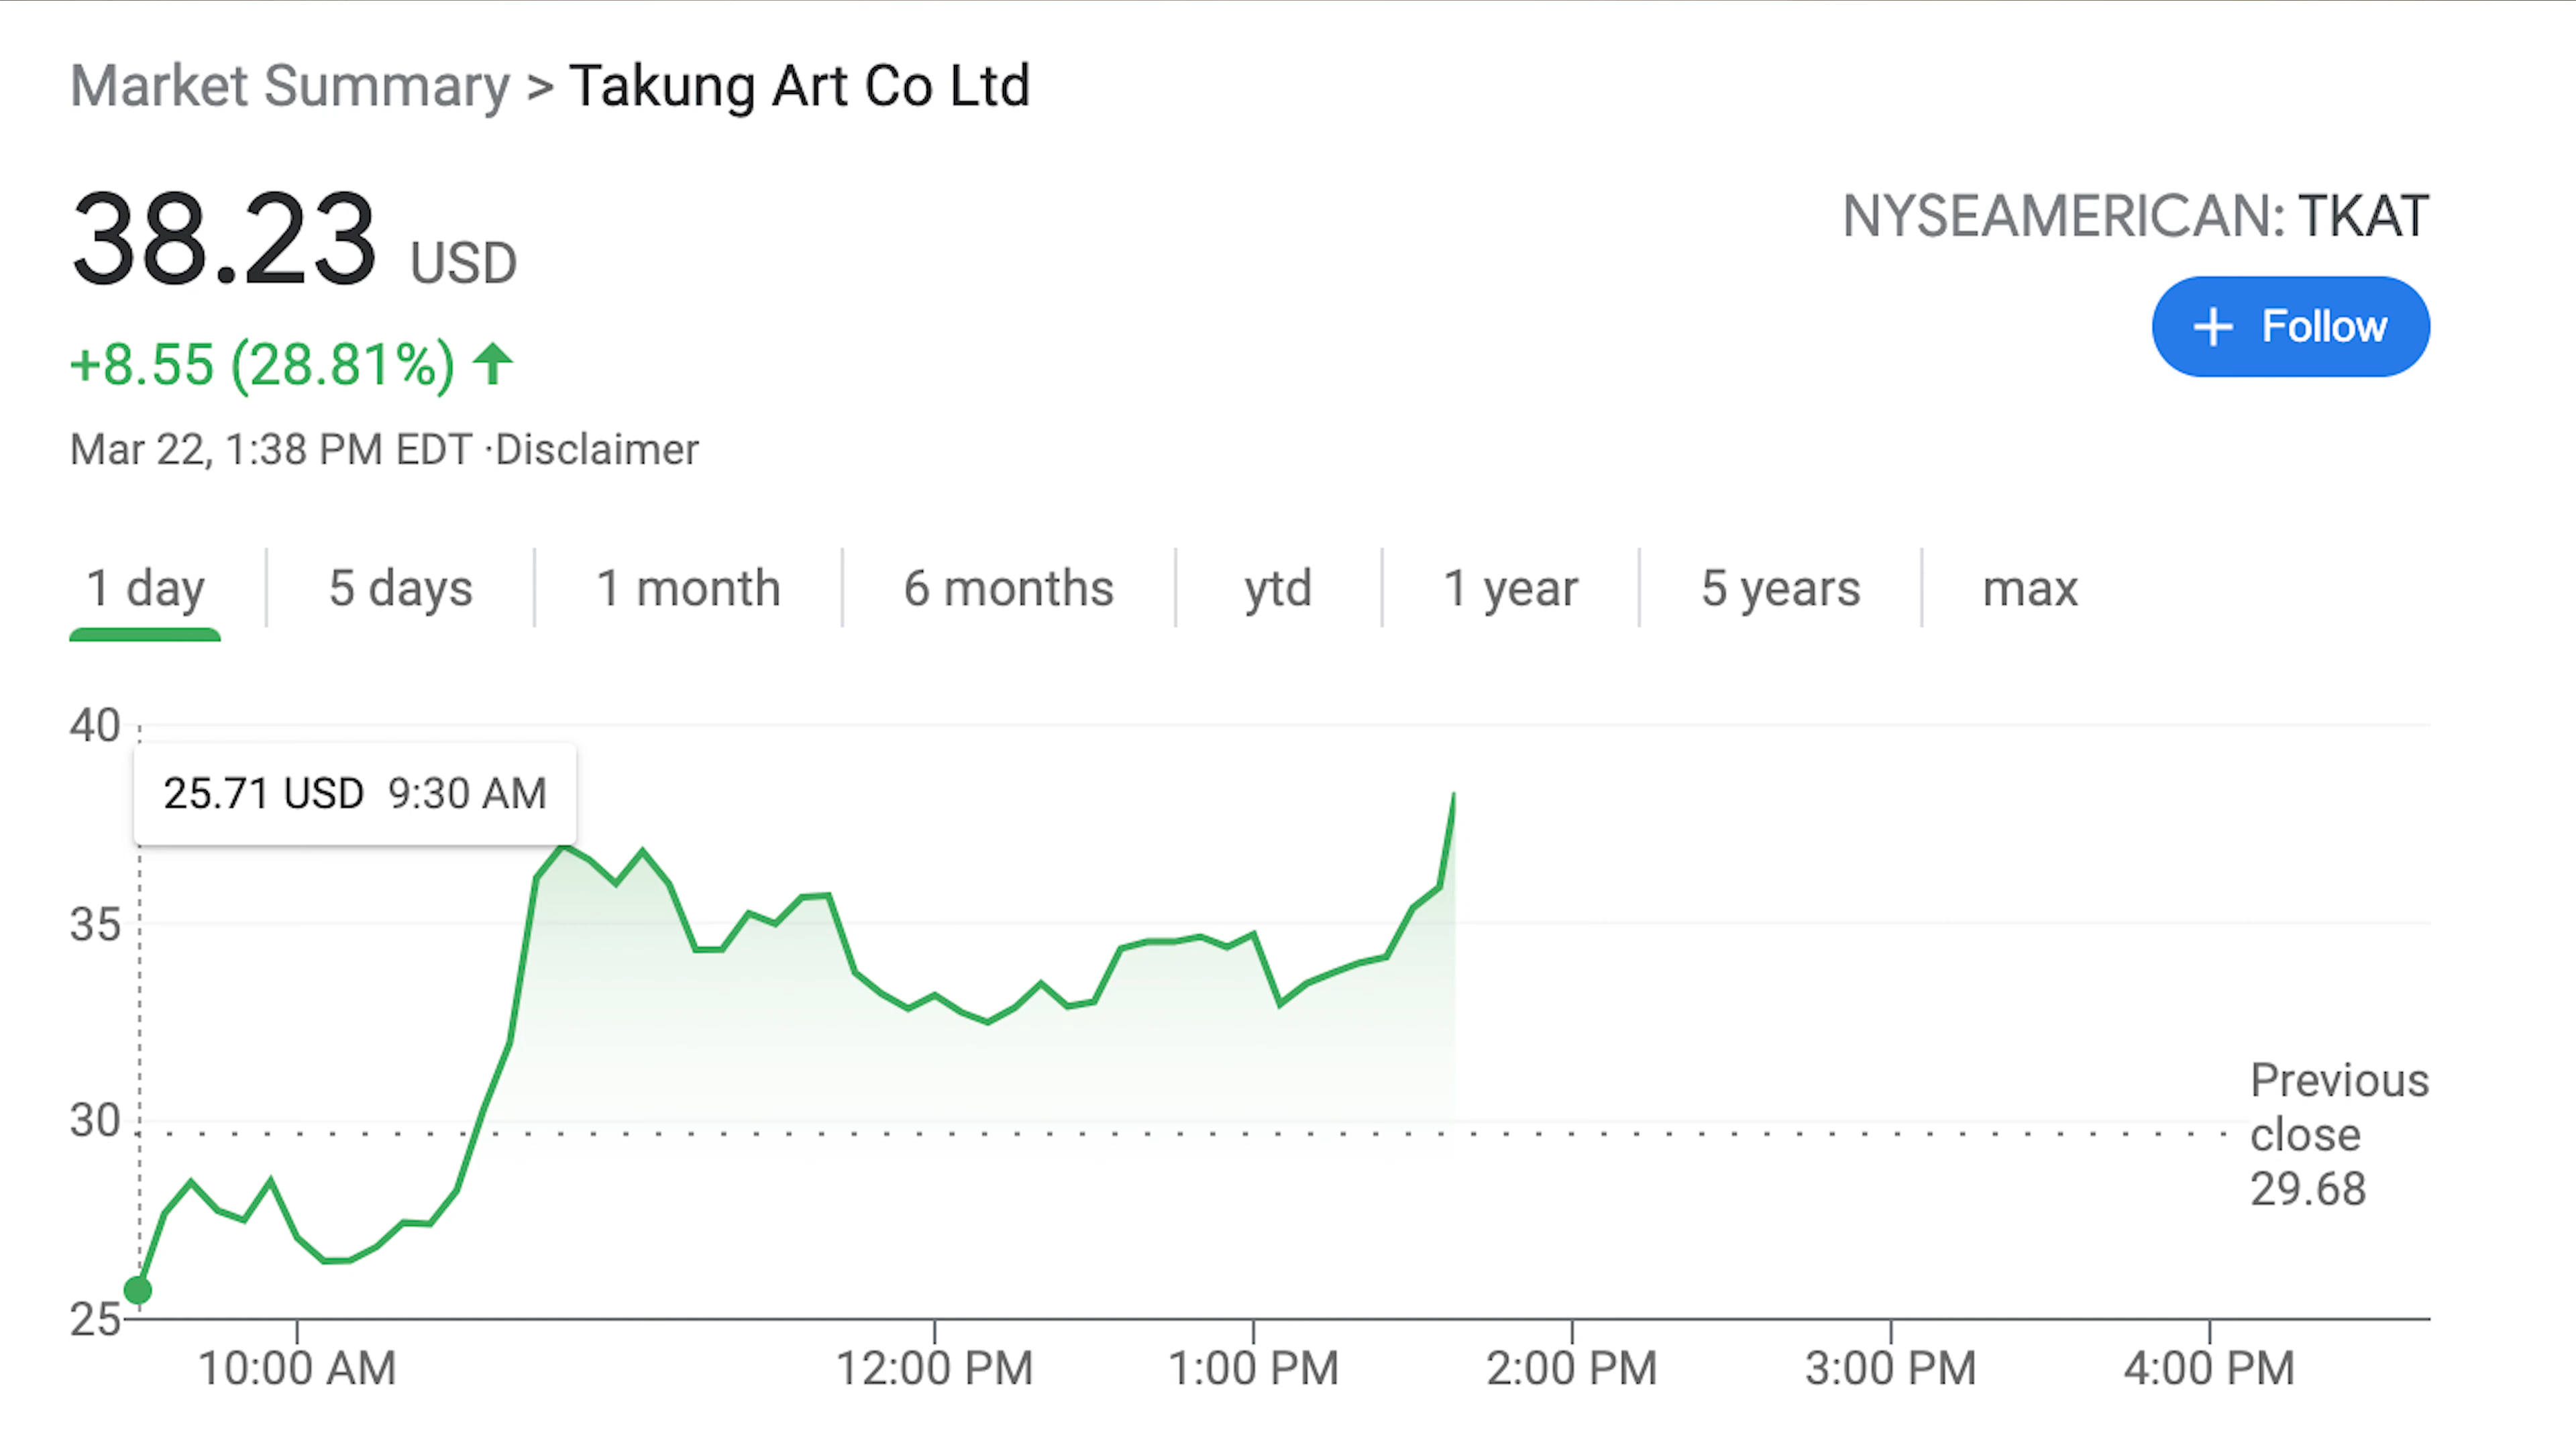 Market Summary > Takung Art Co Ltd
38.23 USD
NYSEAMERICAN: TKAT
+ Follow
+8.55 (28.81%) ↑
Mar 22, 1:38 PM EDT ·Disclaimer
1 day 5 days 1 month 6 months ytd 1 year 5 years max
40
25.71 USD 9:30 AM
35
30
Previous
close
29.68
25
10:00 AM 12:00 PM 1:00 PM 2:00 PM 3:00 PM 4:00 PM